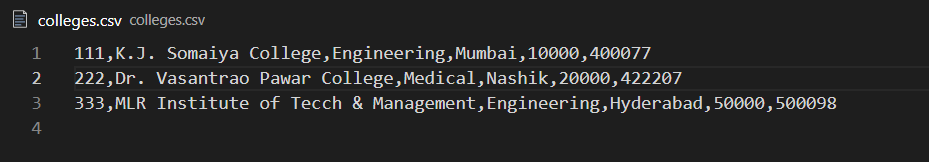 colleges.csv colleges.csv
1 111,K.J. Somaiya College,Engineering,Mumbai,10000,400077
2 222,Dr. Vasantrao Pawar College,Medical,Nashik,20000,422207
3 333,MLR Institute of Tecch & Management,Engineering,Hyderabad,50000,500098
4